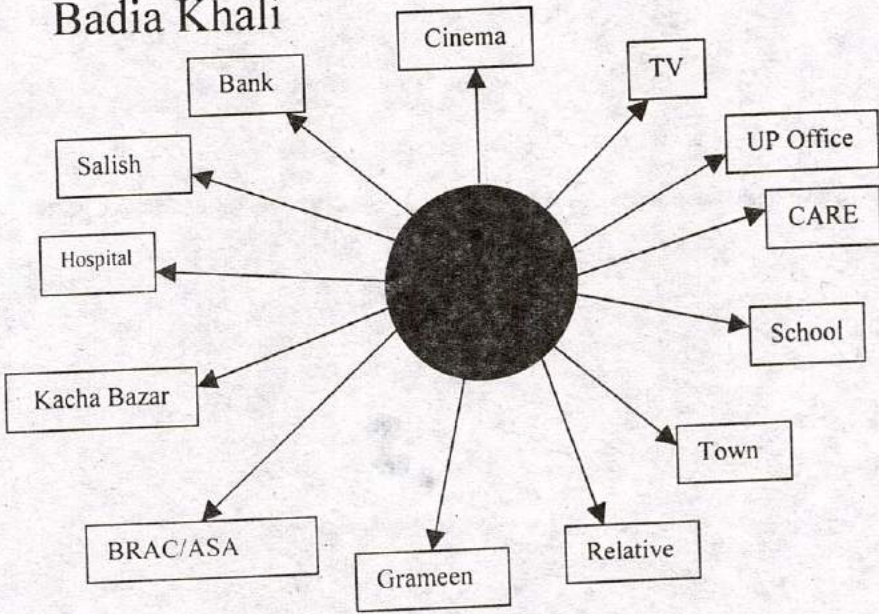 Badia Khali
Cinema
TV
Bank
UP Office
Salish
CARE
Hospital
School
Kacha Bazar
Town
BRAC/ASA
Relative
Grameen